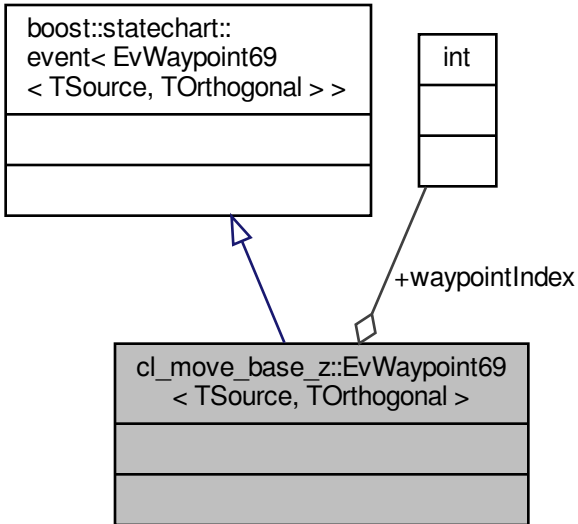 boost::statechart::
event< EvWaypoint69
< TSource, TOrthogonal > >
int
+waypointIndex
cl_move_base_z::EvWaypoint69
< TSource, TOrthogonal >